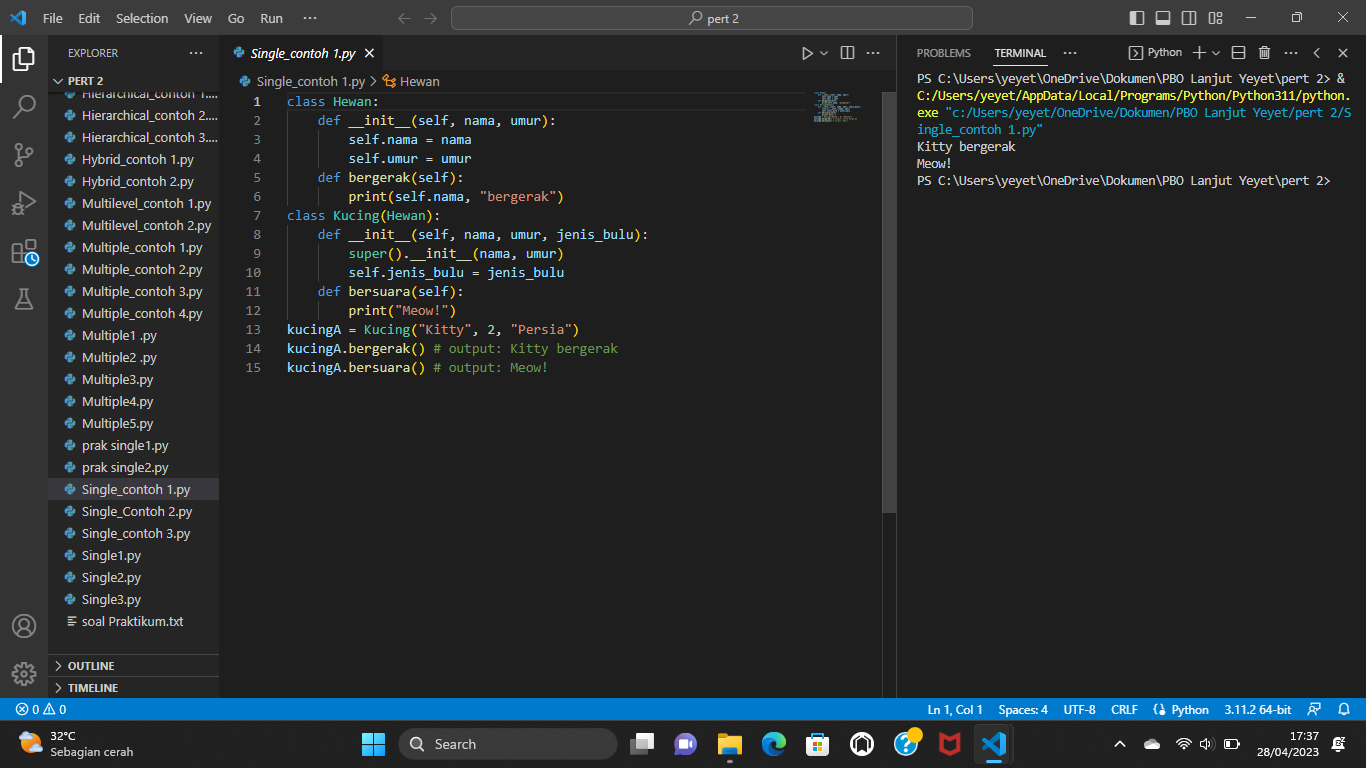 File Edit Selection View Go Run ···
pert 2
EXPLORER ···
PERT 2
Hierarchical_contoh 1....
Hierarchical_contoh 2....
Hierarchical_contoh 3....
Hybrid_contoh 1.py
Hybrid_contoh 2.py
Multilevel_contoh 1.py
Multilevel_contoh 2.py
Multiple_contoh 1.py
Multiple_contoh 2.py
Multiple_contoh 3.py
Multiple_contoh 4.py
Multiple1 .py
Multiple2 .py
Multiple3.py
Multiple4.py
Multiple5.py
prak single1.py
prak single2.py
Single_contoh 1.py
Single_Contoh 2.py
Single_contoh 3.py
Single1.py
Single2.py
Single3.py
soal Praktikum.txt
OUTLINE
TIMELINE
Single_contoh 1.py
Single_contoh 1.py > Hewan
1 class Hewan:
2 def __init__(self, nama, umur):
3 self.nama = nama
4 self.umur = umur
5 def bergerak(self):
6 print(self.nama, "bergerak")
7 class Kucing(Hewan):
8 def __init__(self, nama, umur, jenis_bulu):
9 super().__init__(nama, umur)
10 self.jenis_bulu = jenis_bulu
11 def bersuara(self):
12 print("Meow!")
13 kucingA = Kucing("Kitty", 2, "Persia")
14 kucingA.bergerak() # output: Kitty bergerak
15 kucingA.bersuara() # output: Meow!
PROBLEMS TERMINAL ··· Python
PS C:\Users\yeyet\OneDrive\Dokumen\PBO Lanjut Yeyet\pert 2> &
C:/Users/yeyet/AppData/Local/Programs/Python/Python311/python.
exe "c:/Users/yeyet/OneDrive/Dokumen/PBO Lanjut Yeyet/pert 2/S
ingle_contoh 1.py"
Kitty bergerak
Meow!
PS C:\Users\yeyet\OneDrive\Dokumen\PBO Lanjut Yeyet\pert 2>
0 0
Ln 1, Col 1 Spaces: 4 UTF-8 CRLF Python 3.11.2 64-bit
32°C
Sebagian cerah
Search
17:37
28/04/2023